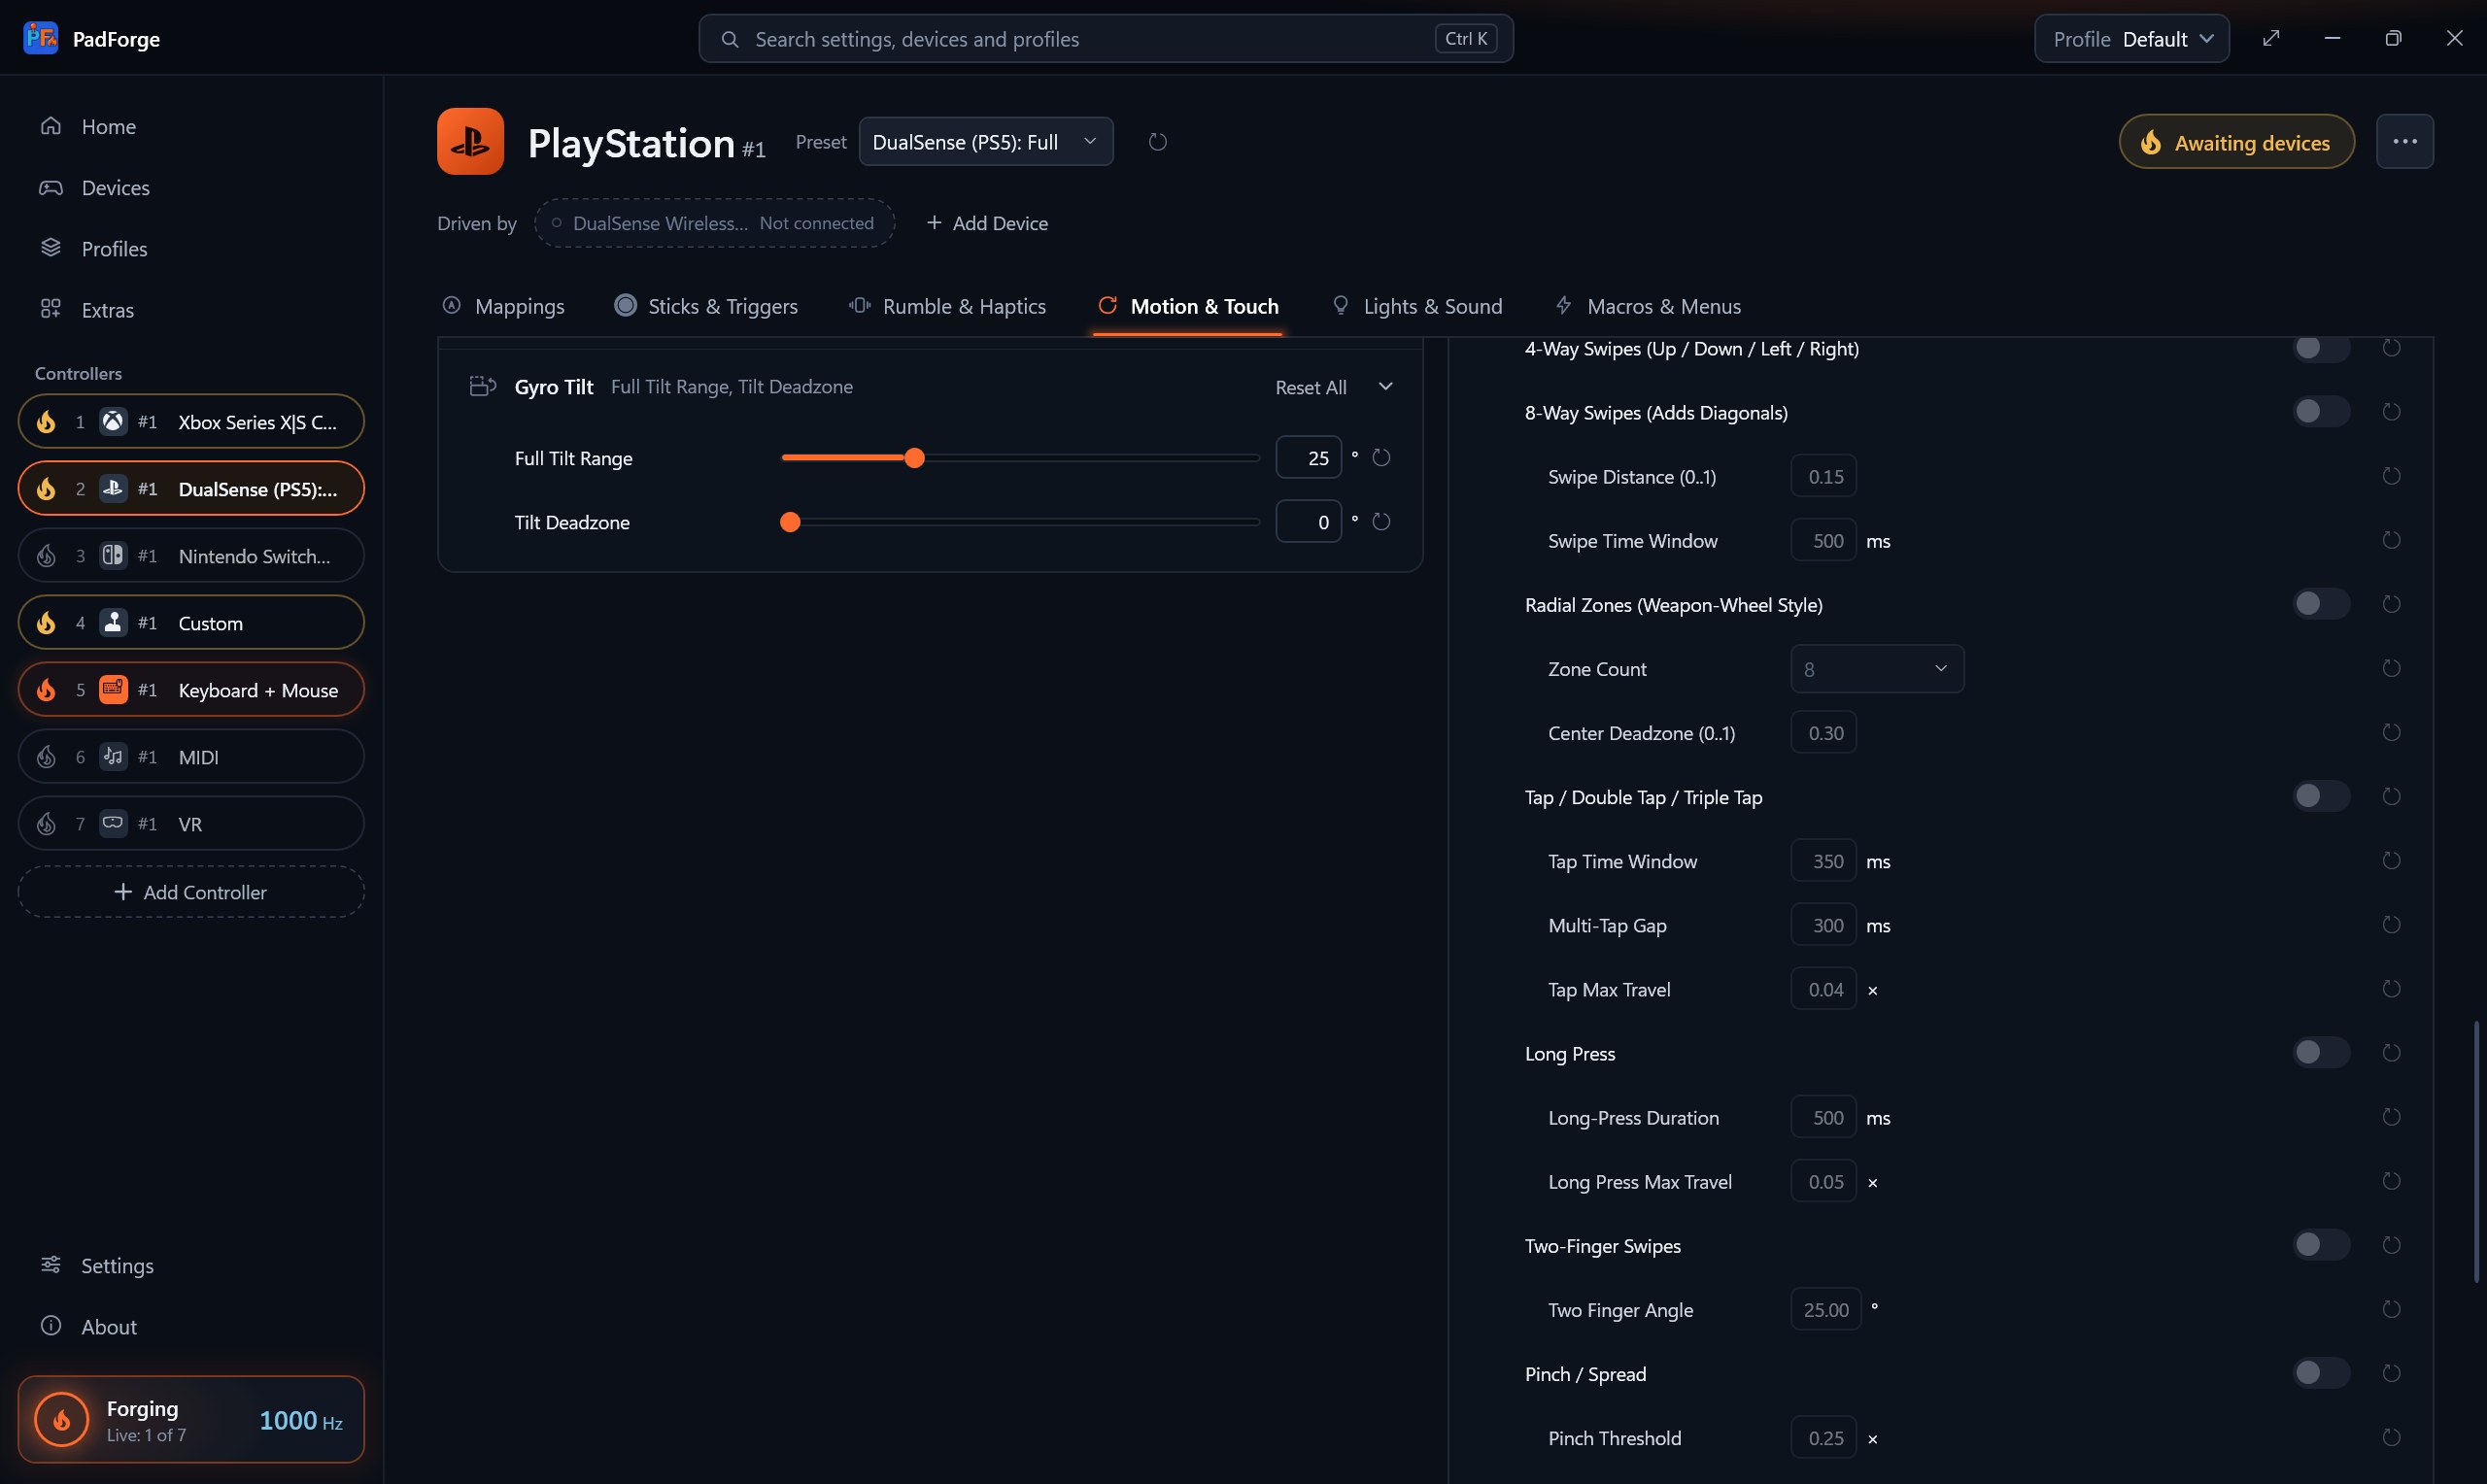 PadForge
Search settings, devices and profiles
Ctrl K
Profile Default
Home
Devices
Profiles
Extras
Controllers
1 #1 Xbox Series X|S C...
2 #1 DualSense (PS5):...
3 #1 Nintendo Switch...
4 #1 Custom
5 #1 Keyboard + Mouse
6 #1 MIDI
7 #1 VR
+ Add Controller
Settings
About
Forging
Live: 1 of 7
1000 Hz
PlayStation #1
Preset
DualSense (PS5): Full
Awaiting devices
Driven by
DualSense Wireless... Not connected
+ Add Device
Mappings
Sticks & Triggers
Rumble & Haptics
Motion & Touch
Lights & Sound
Macros & Menus
Gyro Tilt Full Tilt Range, Tilt Deadzone
Reset All
Full Tilt Range 25 °
Tilt Deadzone 0 °
4-Way Swipes (Up / Down / Left / Right)
8-Way Swipes (Adds Diagonals)
Swipe Distance (0..1) 0.15
Swipe Time Window 500 ms
Radial Zones (Weapon-Wheel Style)
Zone Count 8
Center Deadzone (0..1) 0.30
Tap / Double Tap / Triple Tap
Tap Time Window 350 ms
Multi-Tap Gap 300 ms
Tap Max Travel 0.04 ×
Long Press
Long-Press Duration 500 ms
Long Press Max Travel 0.05 ×
Two-Finger Swipes
Two Finger Angle 25.00 °
Pinch / Spread
Pinch Threshold 0.25 ×